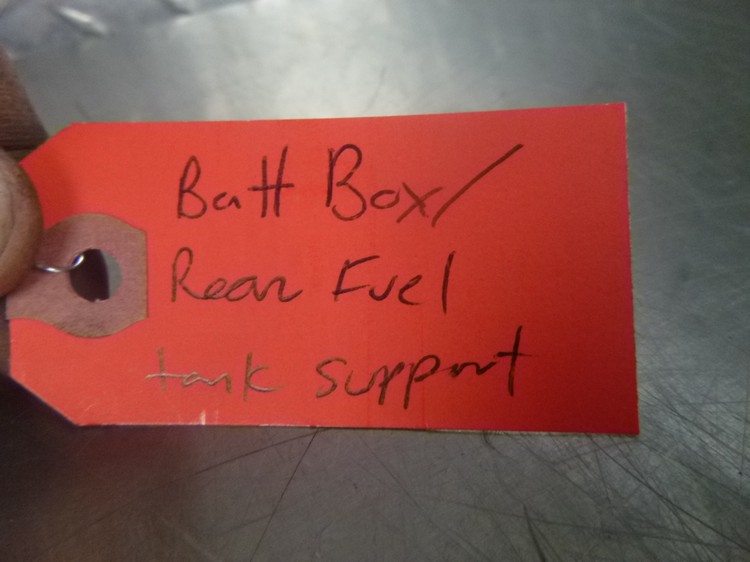 Batt Box/
Rear Fuel
tank support